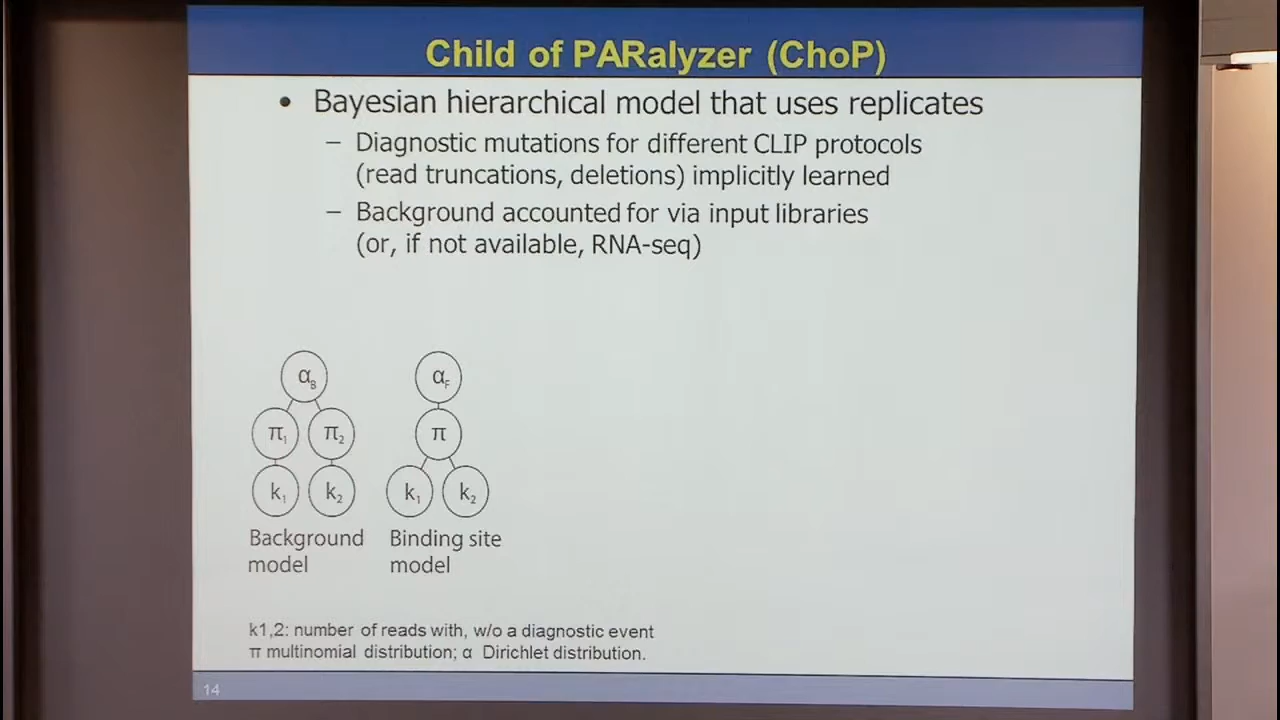 Child of PARalyzer (ChoP)
• Bayesian hierarchical model that uses replicates
– Diagnostic mutations for different CLIP protocols
(read truncations, deletions) implicitly learned
– Background accounted for via input libraries
(or, if not available, RNA-seq)
αB αF
π1 π2 π
k1 k2 k1 k2
Background model
Binding site model
k1,2: number of reads with, w/o a diagnostic event
π multinomial distribution; α Dirichlet distribution.
14